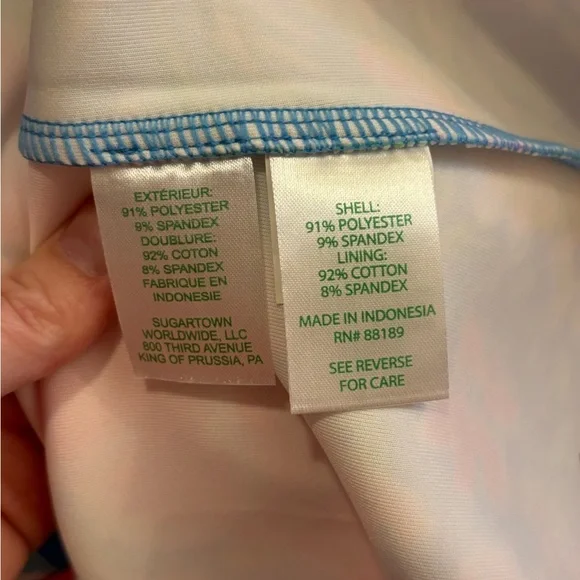 EXTÉRIEUR:
91% POLYESTER
9% SPANDEX
DOUBLURE:
92% COTON
8% SPANDEX
FABRIQUE EN
INDONESIE
SUGARTOWN
WORLDWIDE, LLC
800 THIRD AVENUE
KING OF PRUSSIA, PA
SHELL:
91% POLYESTER
9% SPANDEX
LINING:
92% COTTON
8% SPANDEX
MADE IN INDONESIA
RN# 88189
SEE REVERSE
FOR CARE